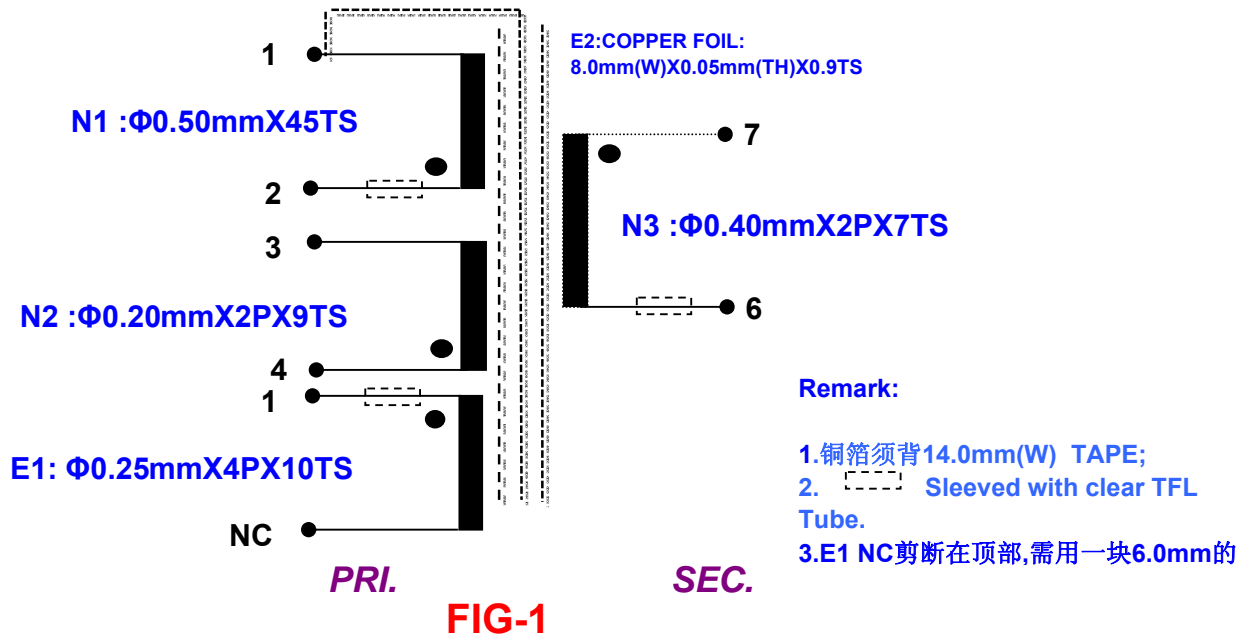 1
E2:COPPER FOIL:
8.0mm(W)X0.05mm(TH)X0.9TS
N1 :Φ0.50mmX45TS
7
2
N3 :Φ0.40mmX2PX7TS
3
N2 :Φ0.20mmX2PX9TS
6
4
1
Remark:
E1: Φ0.25mmX4PX10TS
1.铜箔须背14.0mm(W) TAPE;
2. Sleeved with clear TFL
Tube.
NC
3.E1 NC剪断在顶部,需用一块6.0mm的
PRI.
SEC.
FIG-1